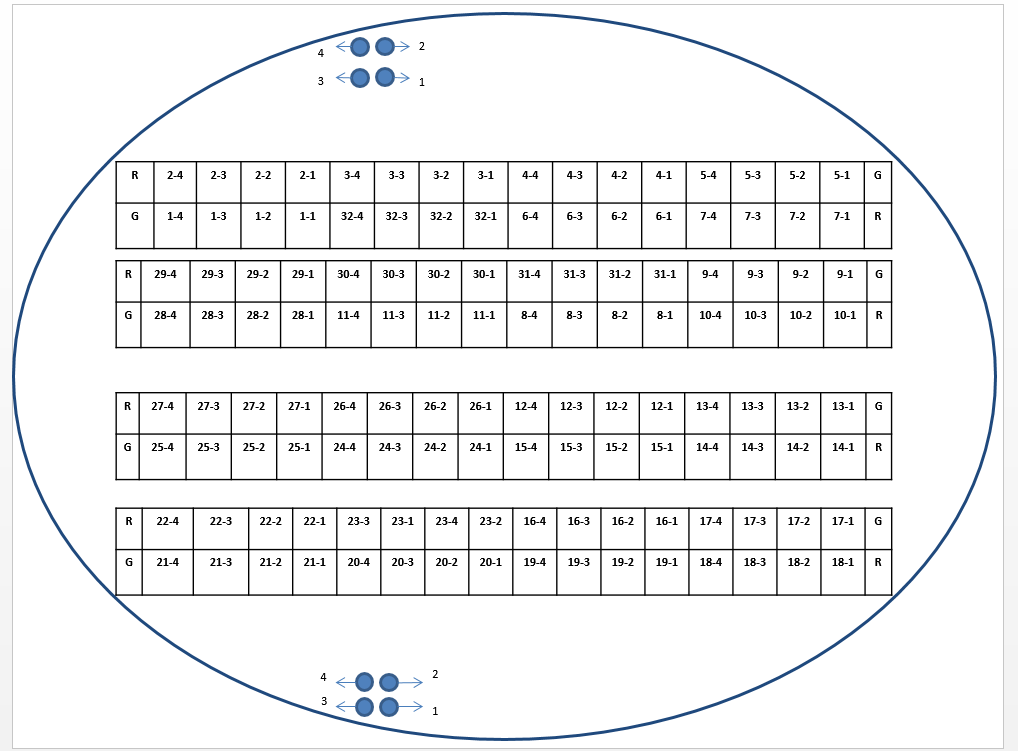 4 2
3 1
R 2-4 2-3 2-2 2-1 3-4 3-3 3-2 3-1 4-4 4-3 4-2 4-1 5-4 5-3 5-2 5-1 G
G 1-4 1-3 1-2 1-1 32-4 32-3 32-2 32-1 6-4 6-3 6-2 6-1 7-4 7-3 7-2 7-1 R
R 29-4 29-3 29-2 29-1 30-4 30-3 30-2 30-1 31-4 31-3 31-2 31-1 9-4 9-3 9-2 9-1 G
G 28-4 28-3 28-2 28-1 11-4 11-3 11-2 11-1 8-4 8-3 8-2 8-1 10-4 10-3 10-2 10-1 R
R 27-4 27-3 27-2 27-1 26-4 26-3 26-2 26-1 12-4 12-3 12-2 12-1 13-4 13-3 13-2 13-1 G
G 25-4 25-3 25-2 25-1 24-4 24-3 24-2 24-1 15-4 15-3 15-2 15-1 14-4 14-3 14-2 14-1 R
R 22-4 22-3 22-2 22-1 23-3 23-1 23-4 23-2 16-4 16-3 16-2 16-1 17-4 17-3 17-2 17-1 G
G 21-4 21-3 21-2 21-1 20-4 20-3 20-2 20-1 19-4 19-3 19-2 19-1 18-4 18-3 18-2 18-1 R
4 2
3 1